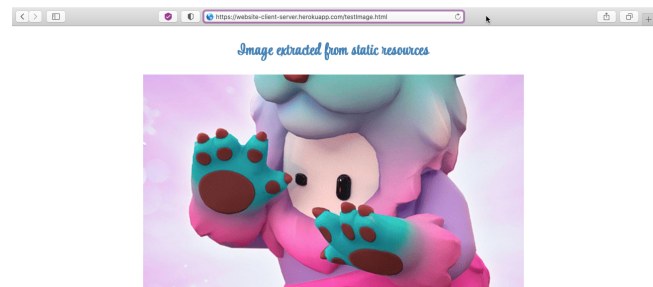 https://website-client-server.herokuapp.com/testImage.html
Image extracted from static resources